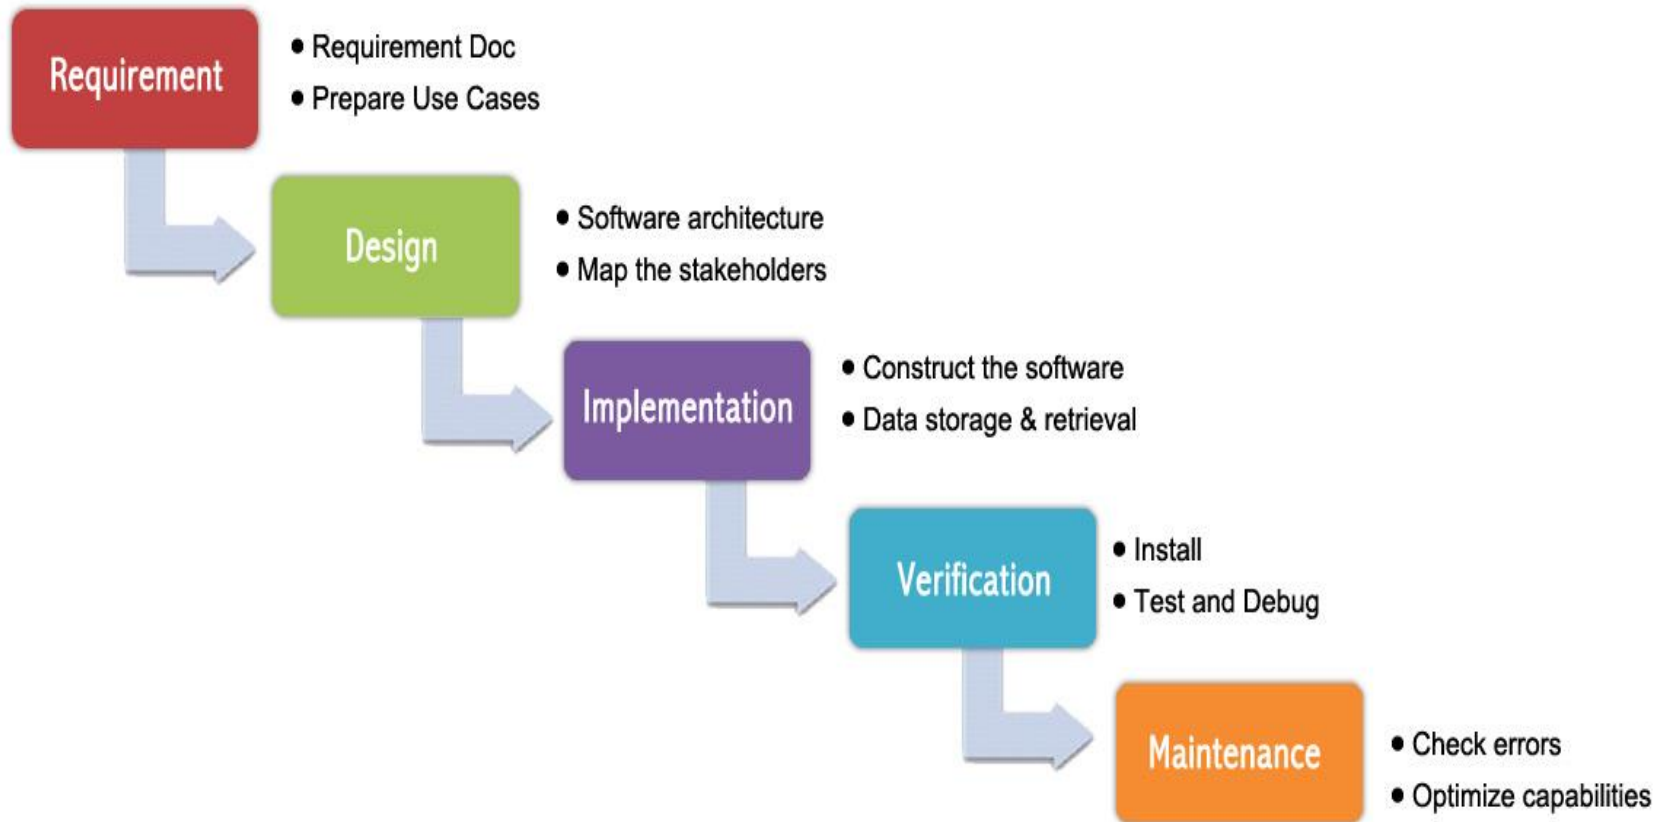 Requirement
• Requirement Doc
• Prepare Use Cases
Design
• Software architecture
• Map the stakeholders
Implementation
• Construct the software
• Data storage & retrieval
Verification
• Install
• Test and Debug
Maintenance
• Check errors
• Optimize capabilities